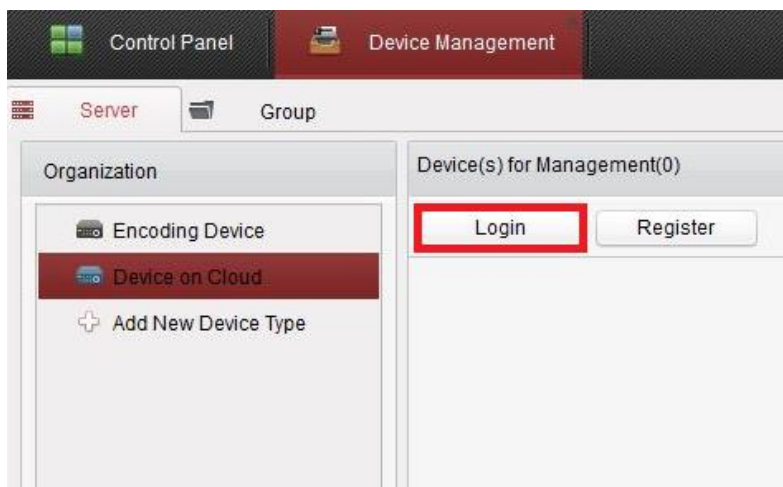 Control Panel Device Management
Server Group
Organization Device(s) for Management(0)
Encoding Device Login Register
Device on Cloud
Add New Device Type